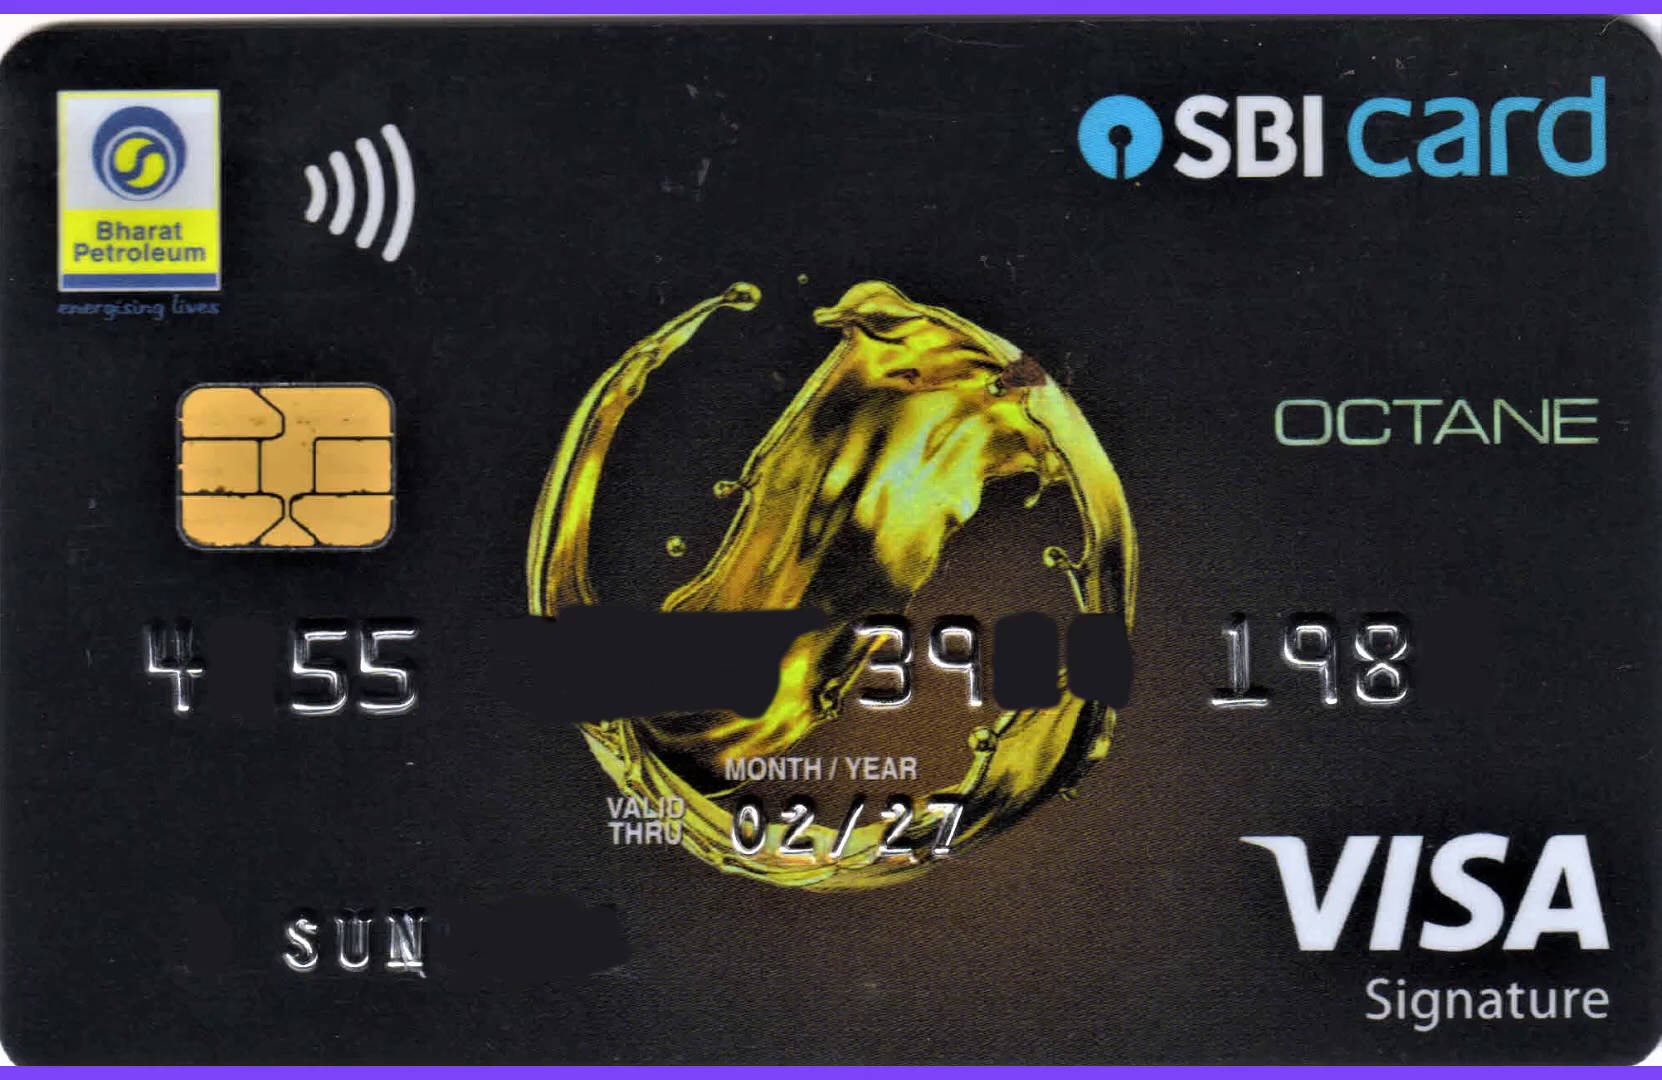 SBI card
Bharat
Petroleum
energising lives
OCTANE
4 55 39 198
MONTH / YEAR
VALID
THRU
02/27
SUN
VISA
Signature